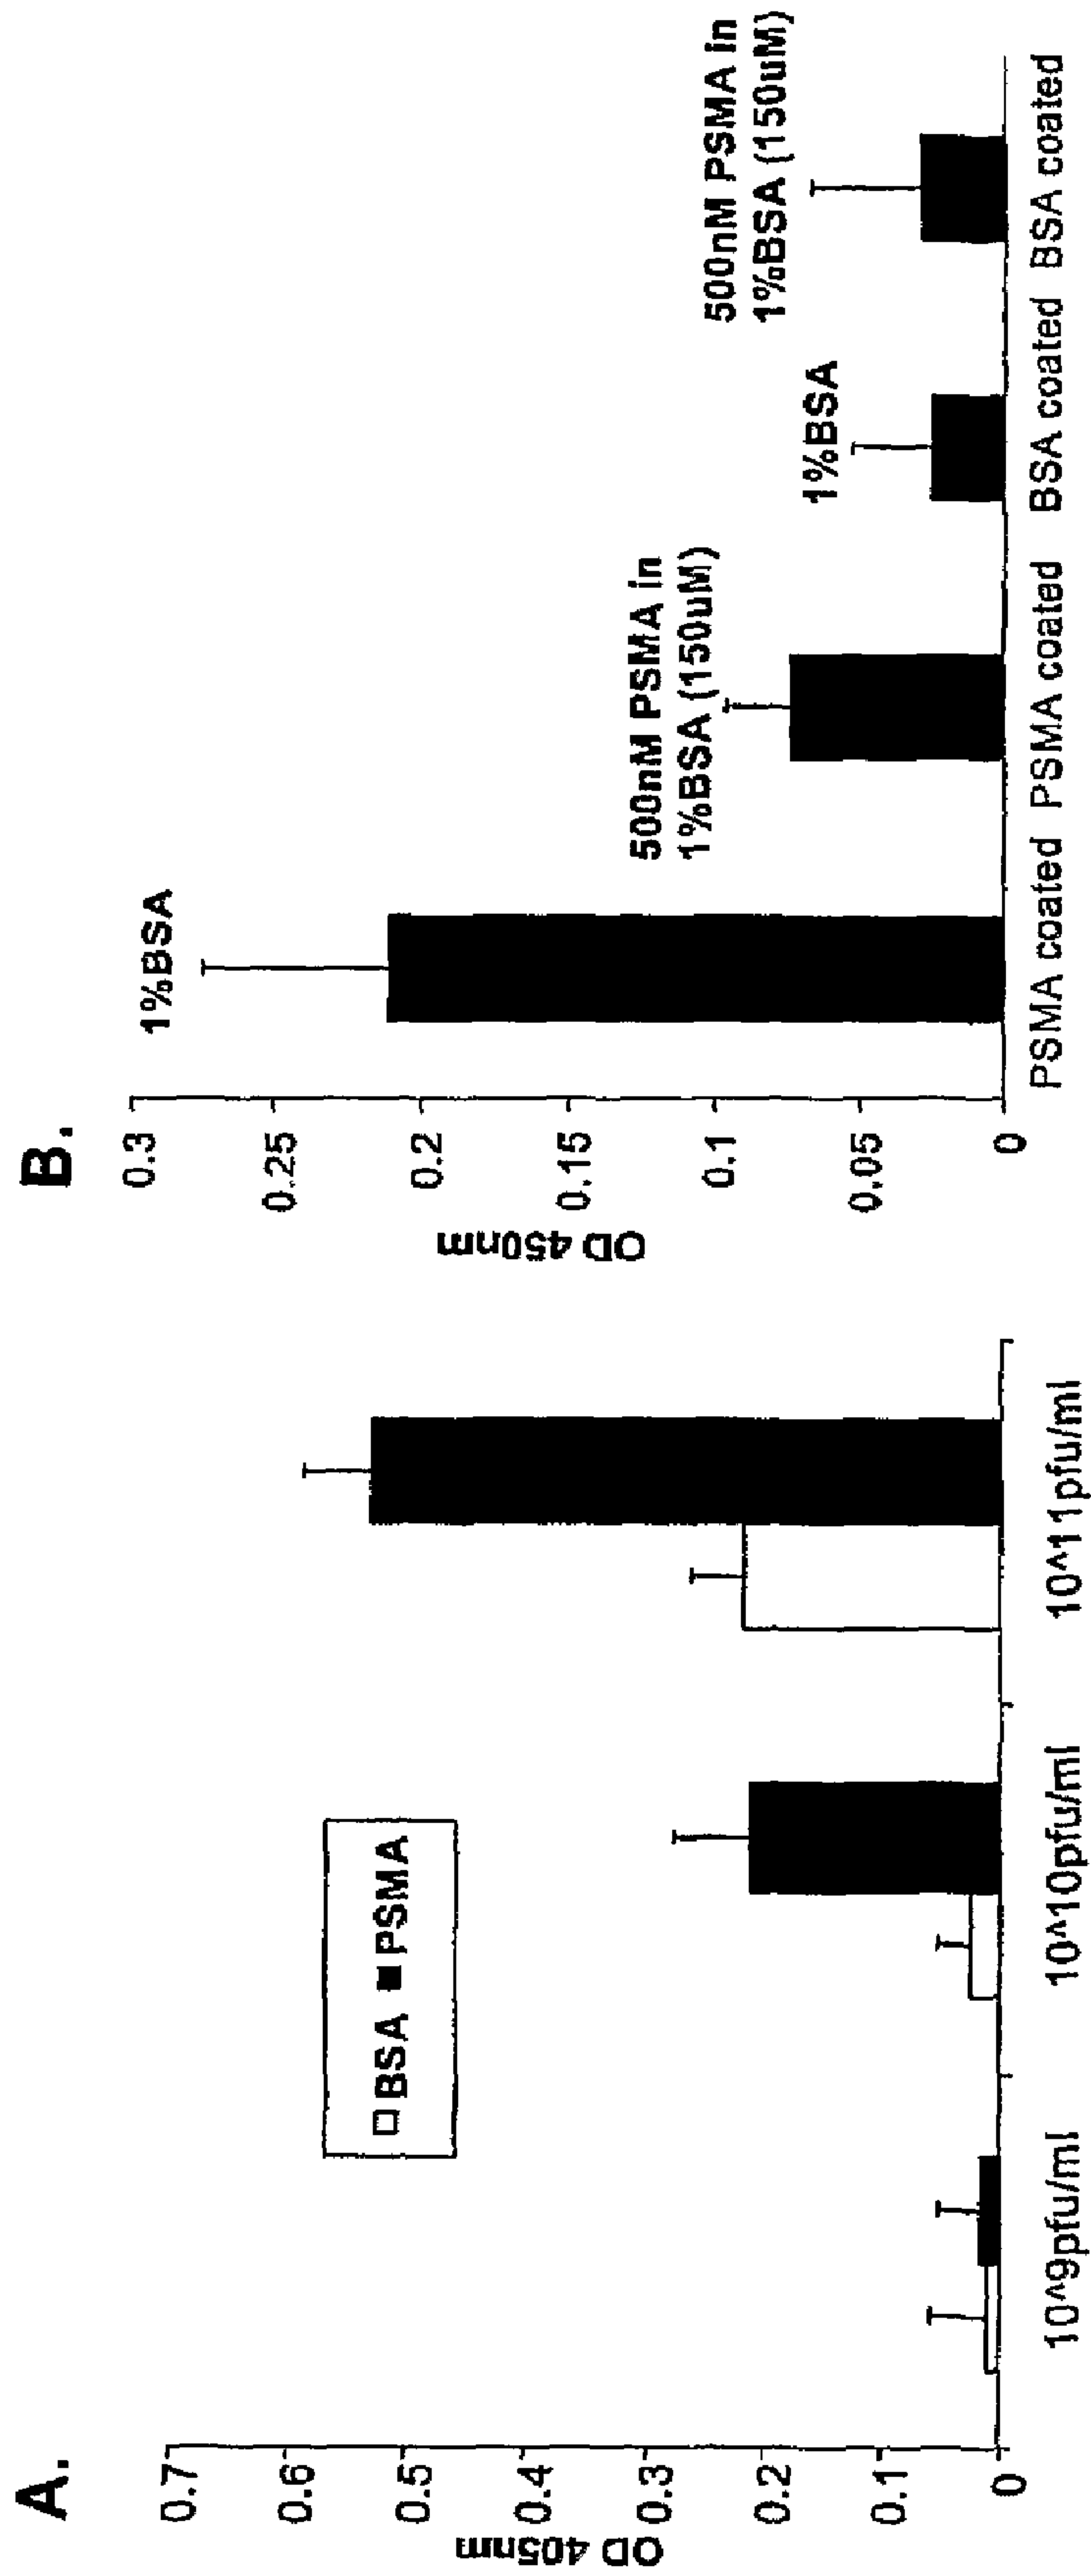 A.
0.7
0.6
0.5
0.4
0.3
0.2
0.1
0
OD 405nm
BSA PSMA
10^9pfu/ml
10^10pfu/ml
10^11pfu/ml
B.
0.3
0.25
0.2
0.15
0.1
0.05
0
OD 450nm
1%BSA
500nM PSMA in
1%BSA (150uM)
1%BSA
500nM PSMA in
1%BSA (150uM)
PSMA coated PSMA coated BSA coated BSA coated